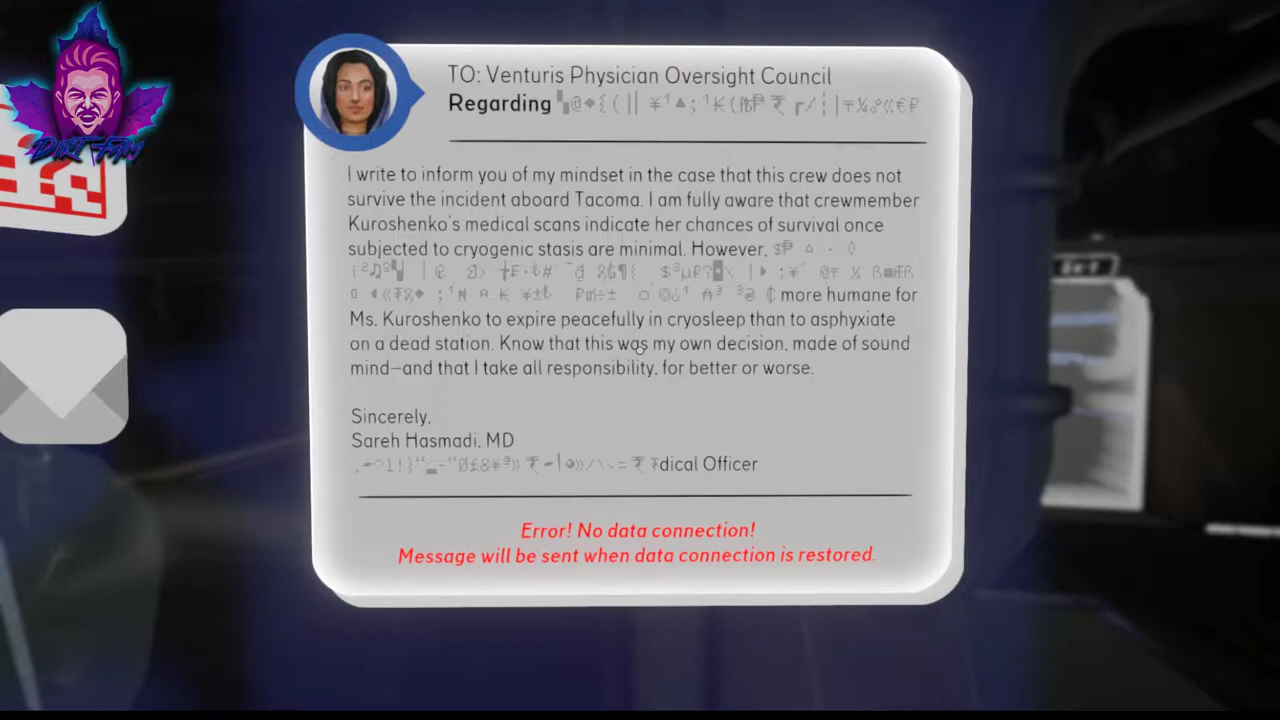 DIRT FAN
TO: Venturis Physician Oversight Council
Regarding
I write to inform you of my mindset in the case that this crew does not
survive the incident aboard Tacoma. I am fully aware that crewmember
Kuroshenko's medical scans indicate her chances of survival once
subjected to cryogenic stasis are minimal. However,
more humane for
Ms. Kuroshenko to expire peacefully in cryosleep than to asphyxiate
on a dead station. Know that this was my own decision, made of sound
mind—and that I take all responsibility, for better or worse.
Sincerely,
Sareh Hasmadi, MD
dical Officer
Error! No data connection!
Message will be sent when data connection is restored.